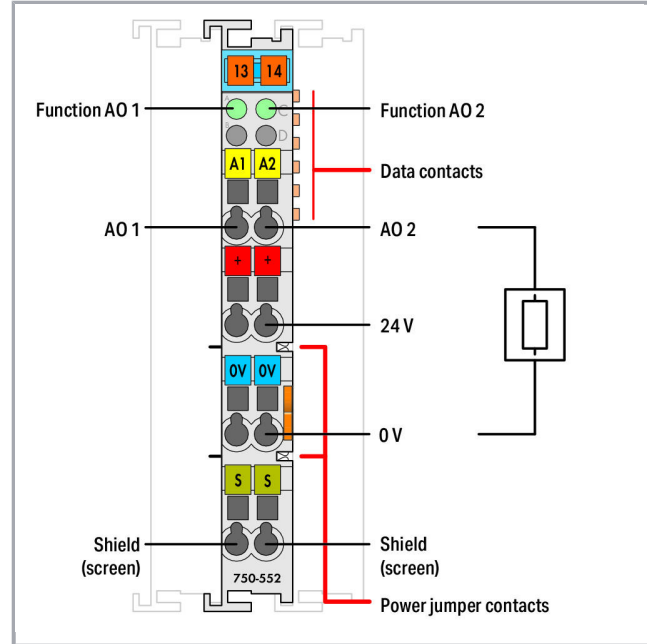 13 14
Function AO 1
A
C
Function AO 2
B
D
A1 A2
Data contacts
AO 1
AO 2
+ +
24 V
0V 0V
0 V
S S
Shield
(screen)
Shield
(screen)
750-552
Power jumper contacts